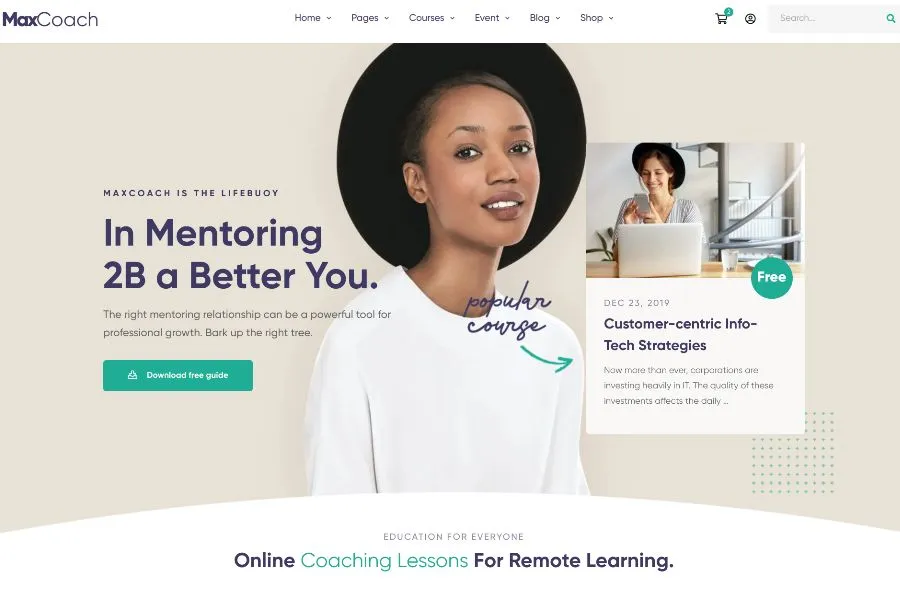 MaxCoach
Home Pages Courses Event Blog Shop
2
Search...
MAXCOACH IS THE LIFEBUOY
In Mentoring
2B a Better You.
The right mentoring relationship can be a powerful tool for
professional growth. Bark up the right tree.
Download free guide
popular
course
Free
DEC 23, 2019
Customer-centric Info-
Tech Strategies
Now more than ever, corporations are
investing heavily in IT. The quality of these
investments affects the daily ...
EDUCATION FOR EVERYONE
Online Coaching Lessons For Remote Learning.